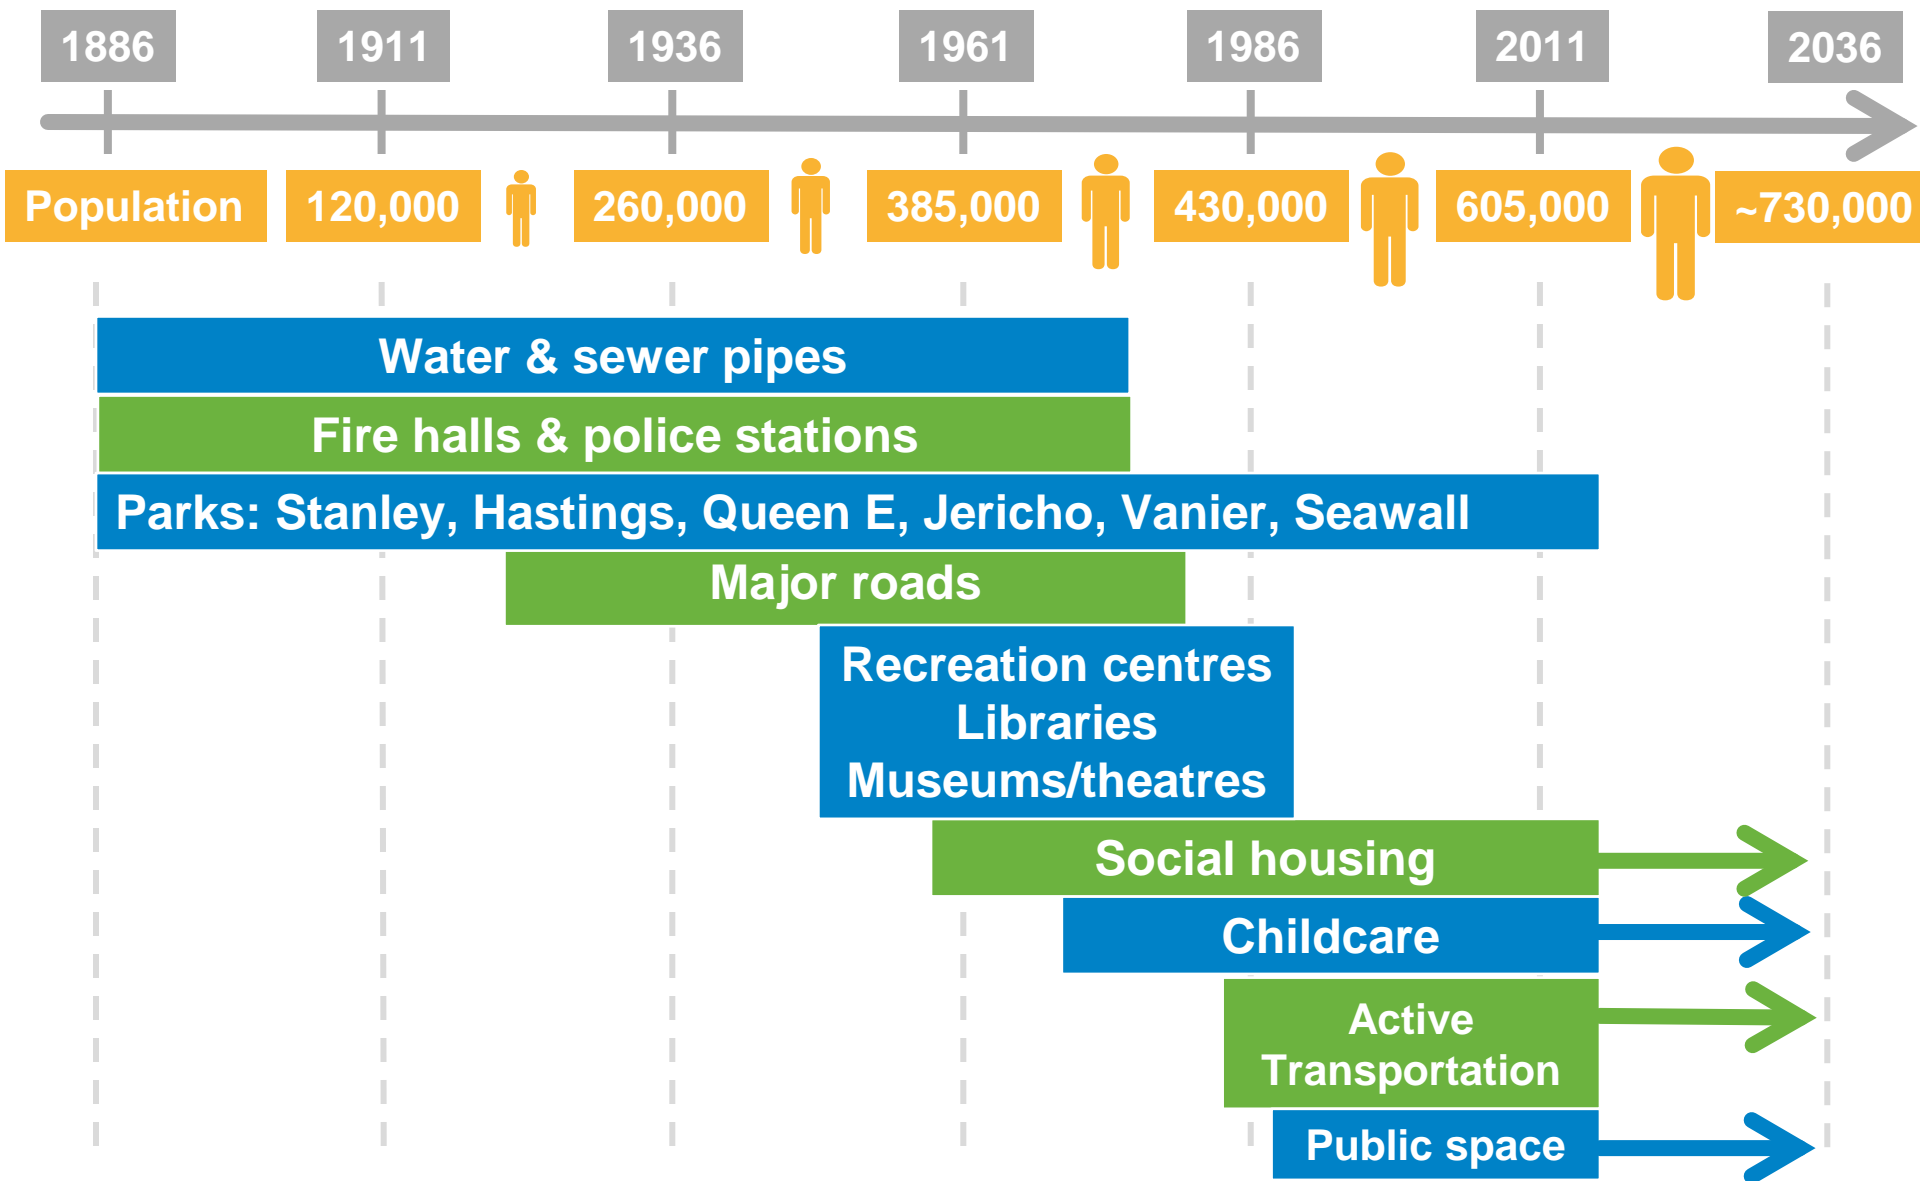 1886 1911 1936 1961 1986 2011 2036
Population 120,000 260,000 385,000 430,000 605,000 ~730,000
Water & sewer pipes
Fire halls & police stations
Parks: Stanley, Hastings, Queen E, Jericho, Vanier, Seawall
Major roads
Recreation centres
Libraries
Museums/theatres
Social housing
Childcare
Active
Transportation
Public space